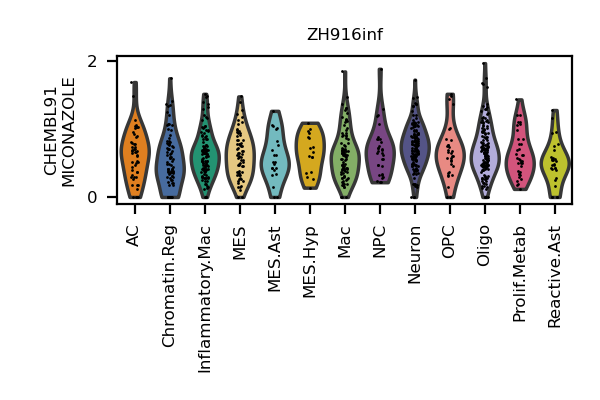 ZH916inf
CHEMBL91
MICONAZOLE
2
0
AC
Chromatin.Reg
Inflammatory.Mac
MES
MES.Ast
MES.Hyp
Mac
NPC
Neuron
OPC
Oligo
Prolif.Metab
Reactive.Ast